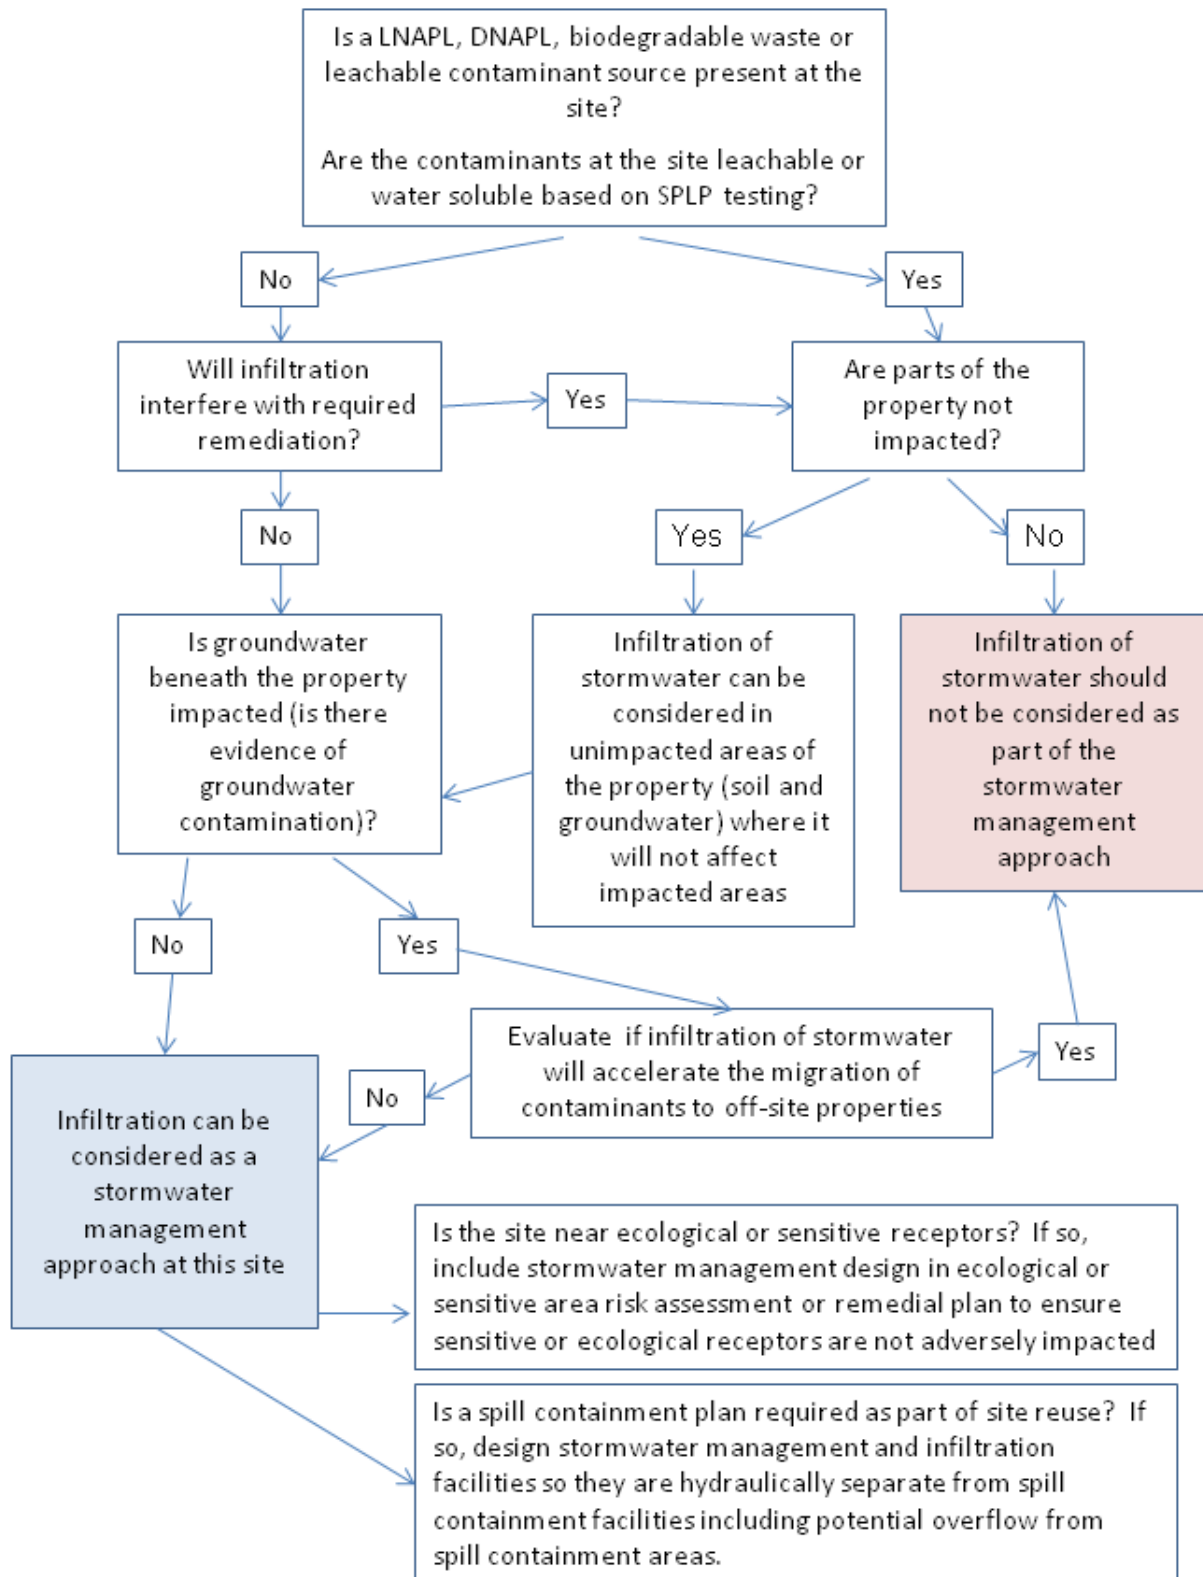 Is a LNAPL, DNAPL, biodegradable waste or
leachable contaminant source present at the
site?
Are the contaminants at the site leachable or
water soluble based on SPLP testing?
No
Yes
Will infiltration
interfere with required
remediation?
Yes
Are parts of the
property not
impacted?
No
Yes
No
Is groundwater
beneath the property
impacted (is there
evidence of
groundwater
contamination)?
Infiltration of
stormwater can be
considered in
unimpacted areas of
the property (soil and
groundwater) where it
will not affect
impacted areas
Infiltration of
stormwater should
not be considered as
part of the
stormwater
management
approach
No
Yes
Evaluate if infiltration of stormwater
will accelerate the migration of
contaminants to off-site properties
Yes
No
Infiltration can be
considered as a
stormwater
management
approach at this site
Is the site near ecological or sensitive receptors? If so,
include stormwater management design in ecological or
sensitive area risk assessment or remedial plan to ensure
sensitive or ecological receptors are not adversely impacted
Is a spill containment plan required as part of site reuse? If
so, design stormwater management and infiltration
facilities so they are hydraulically separate from spill
containment facilities including potential overflow from
spill containment areas.